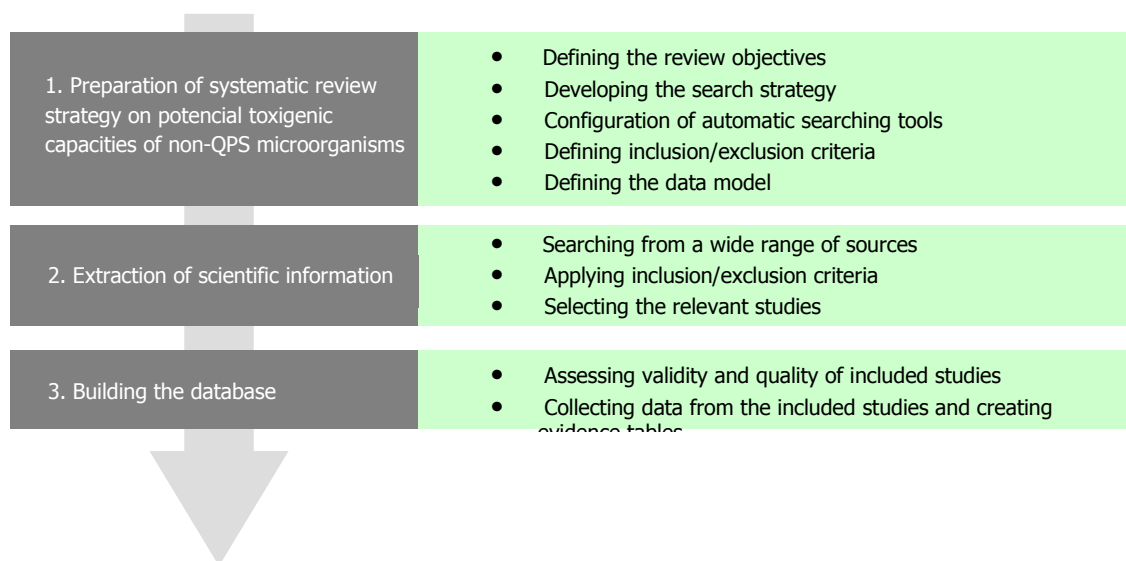 1. Preparation of systematic review
strategy on potencial toxigenic
capacities of non-QPS microorganisms
• Defining the review objectives
• Developing the search strategy
• Configuration of automatic searching tools
• Defining inclusion/exclusion criteria
• Defining the data model
2. Extraction of scientific information
• Searching from a wide range of sources
• Applying inclusion/exclusion criteria
• Selecting the relevant studies
3. Building the database
• Assessing validity and quality of included studies
• Collecting data from the included studies and creating
evidence tables